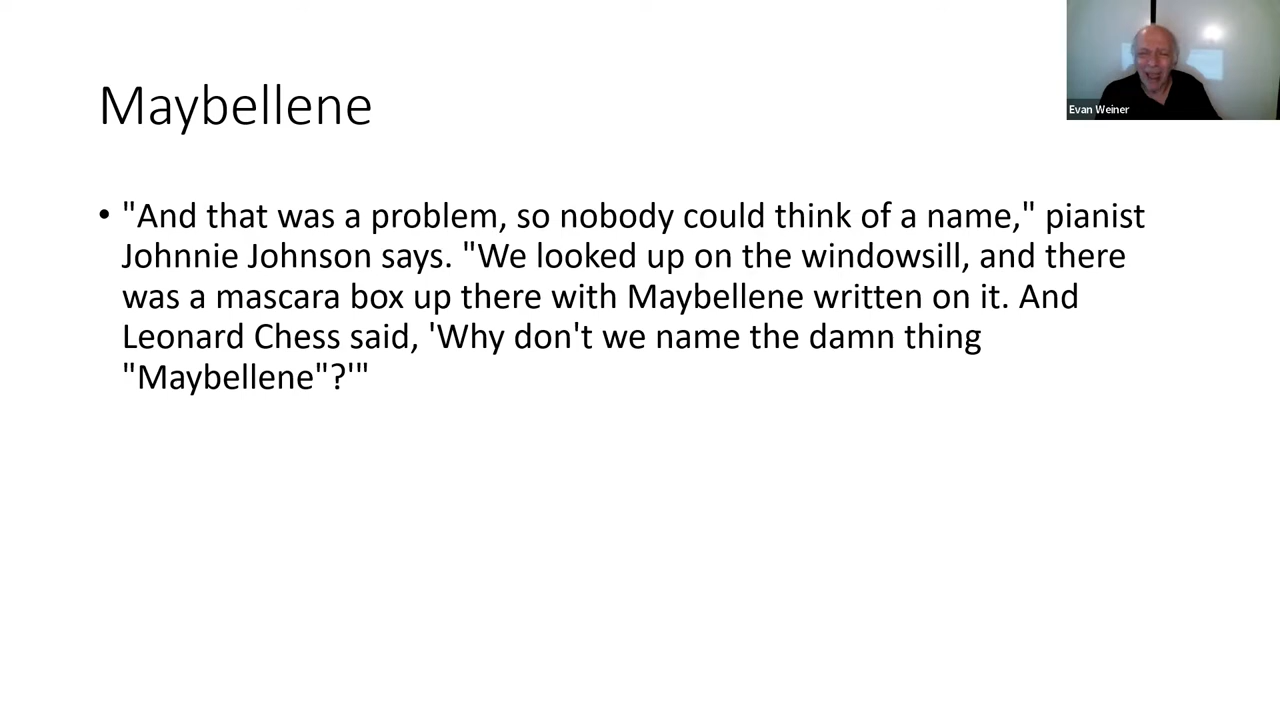 Maybellene
Evan Weiner
• "And that was a problem, so nobody could think of a name," pianist
Johnnie Johnson says. "We looked up on the windowsill, and there
was a mascara box up there with Maybellene written on it. And
Leonard Chess said, 'Why don't we name the damn thing
"Maybellene"?'"